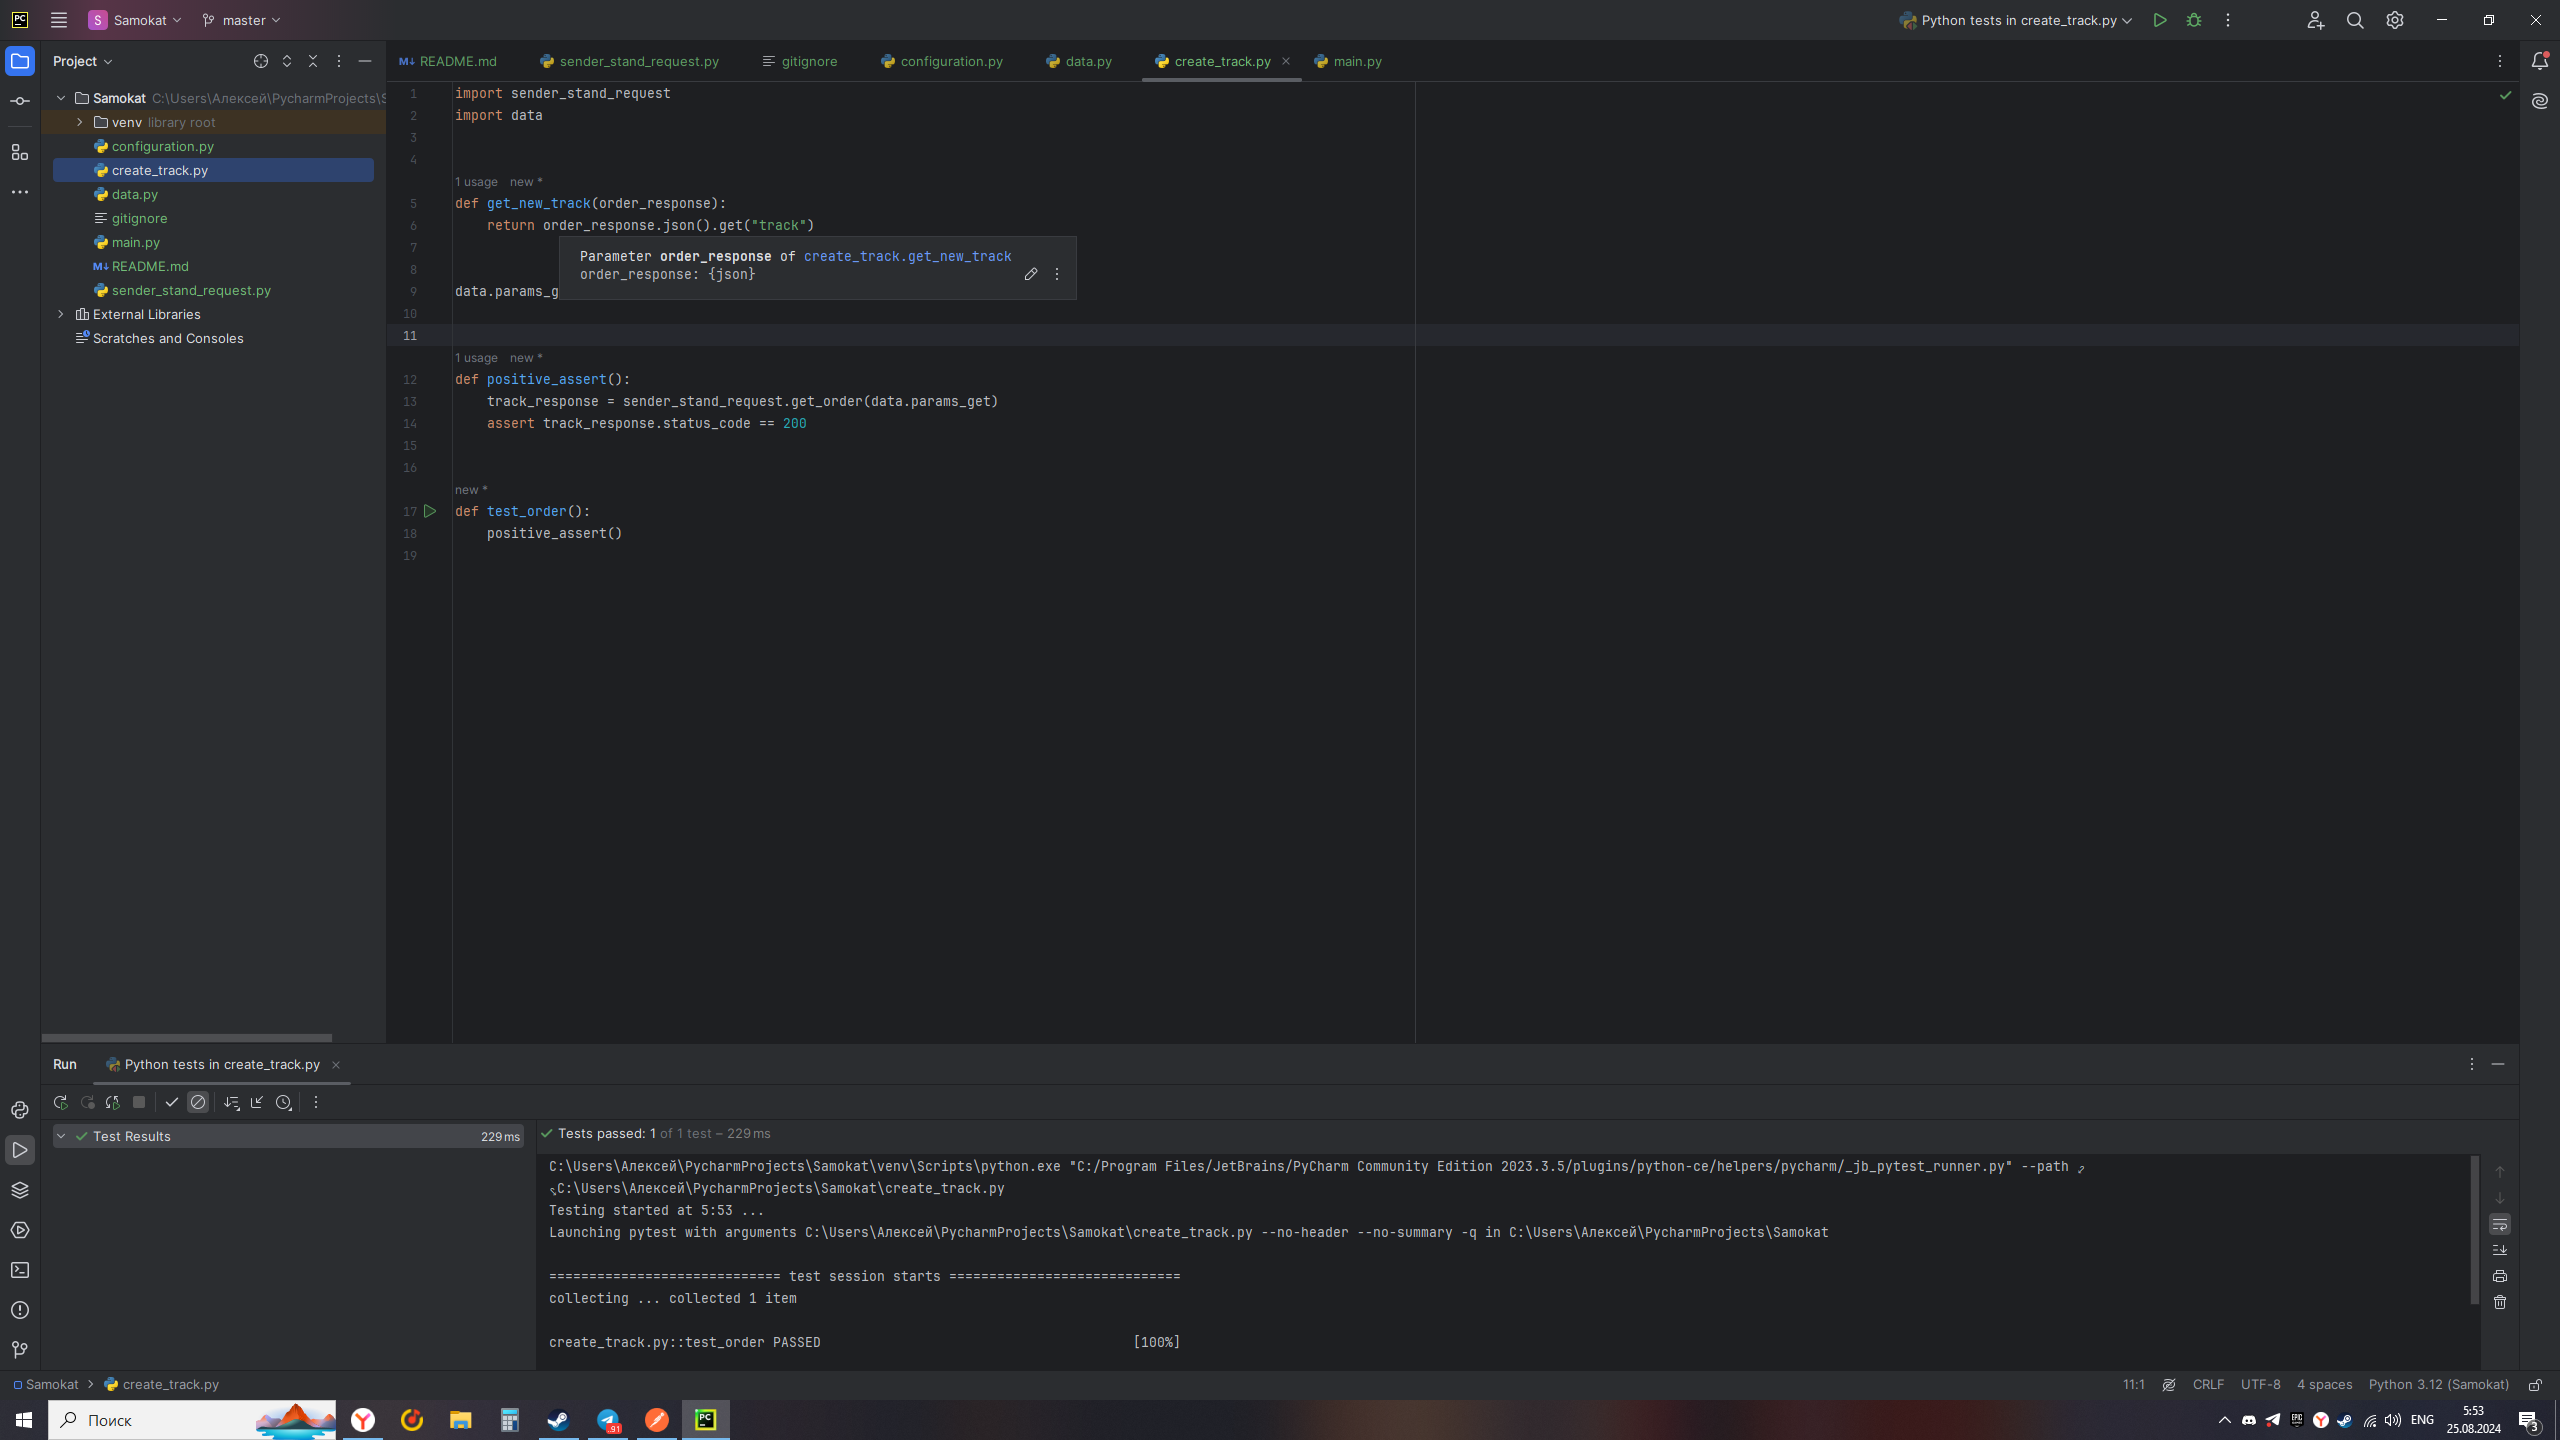 PC S Samokat master Python tests in create_track.py
Project
README.md sender_stand_request.py gitignore configuration.py data.py create_track.py main.py
Samokat C:\Users\Алексей\PycharmProjects\S
venv library root
configuration.py
create_track.py
data.py
gitignore
main.py
README.md
sender_stand_request.py
External Libraries
Scratches and Consoles
1 import sender_stand_request
2 import data
3
4
1 usage new *
5 def get_new_track(order_response):
6 return order_response.json().get("track")
7
8
9 data.params_g
Parameter order_response of create_track.get_new_track
order_response: {json}
10
11
1 usage new *
12 def positive_assert():
13 track_response = sender_stand_request.get_order(data.params_get)
14 assert track_response.status_code == 200
15
16
new *
17 def test_order():
18 positive_assert()
19
Run Python tests in create_track.py
Test Results 229 ms
Tests passed: 1 of 1 test – 229 ms
C:\Users\Алексей\PycharmProjects\Samokat\venv\Scripts\python.exe "C:/Program Files/JetBrains/PyCharm Community Edition 2023.3.5/plugins/python-ce/helpers/pycharm/_jb_pytest_runner.py" --path
C:\Users\Алексей\PycharmProjects\Samokat\create_track.py
Testing started at 5:53 ...
Launching pytest with arguments C:\Users\Алексей\PycharmProjects\Samokat\create_track.py --no-header --no-summary -q in C:\Users\Алексей\PycharmProjects\Samokat
============================= test session starts =============================
collecting ... collected 1 item
create_track.py::test_order PASSED [100%]
Samokat create_track.py 11:1 CRLF UTF-8 4 spaces Python 3.12 (Samokat)
Поиск 91 PC ENG 5:53
25.08.2024 3